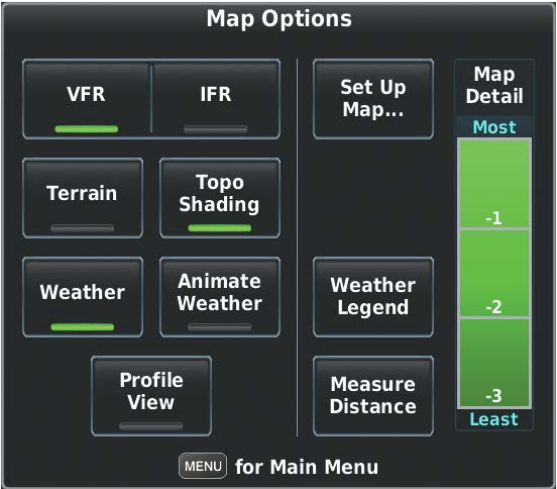 Map Options
VFR
IFR
Set Up
Map...
Map
Detail
Most
Terrain
Topo
Shading
-1
Weather
Animate
Weather
Weather
Legend
-2
Profile
View
Measure
Distance
-3
Least
MENU for Main Menu